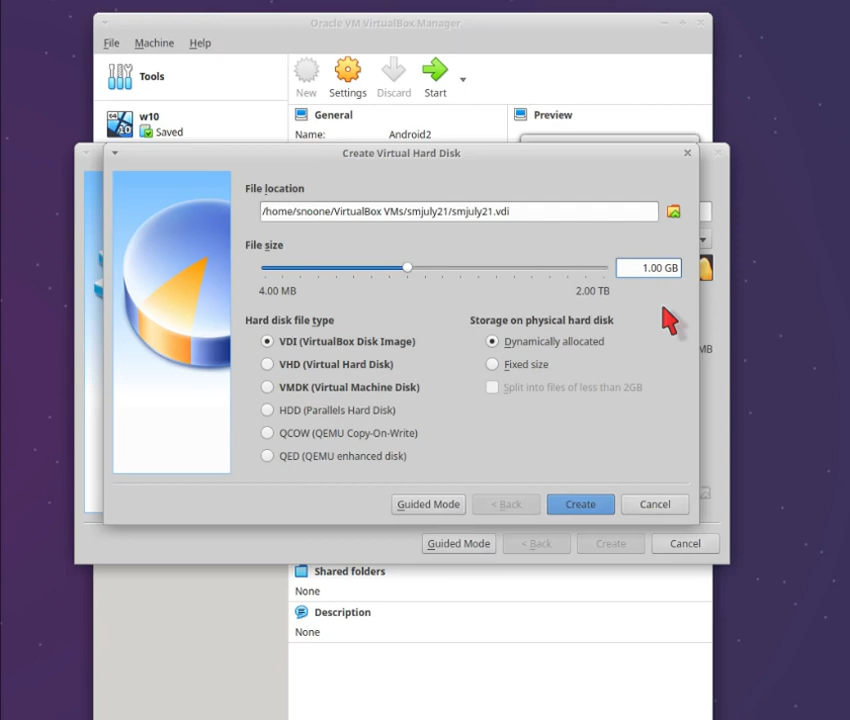 Oracle VM VirtualBox Manager
File Machine Help
Tools
New Settings Discard Start
w10
Saved
General
Preview
Name: Android2
Create Virtual Hard Disk
File location
/home/snoone/VirtualBox VMs/smjuly21/smjuly21.vdi
File size
1.00 GB
4.00 MB 2.00 TB
Hard disk file type
Storage on physical hard disk
VDI (VirtualBox Disk Image)
Dynamically allocated
MB
VHD (Virtual Hard Disk)
Fixed size
VMDK (Virtual Machine Disk)
Split into files of less than 2GB
HDD (Parallels Hard Disk)
QCOW (QEMU Copy-On-Write)
QED (QEMU enhanced disk)
Guided Mode < Back Create Cancel
Guided Mode < Back Create Cancel
Shared folders
None
Description
None